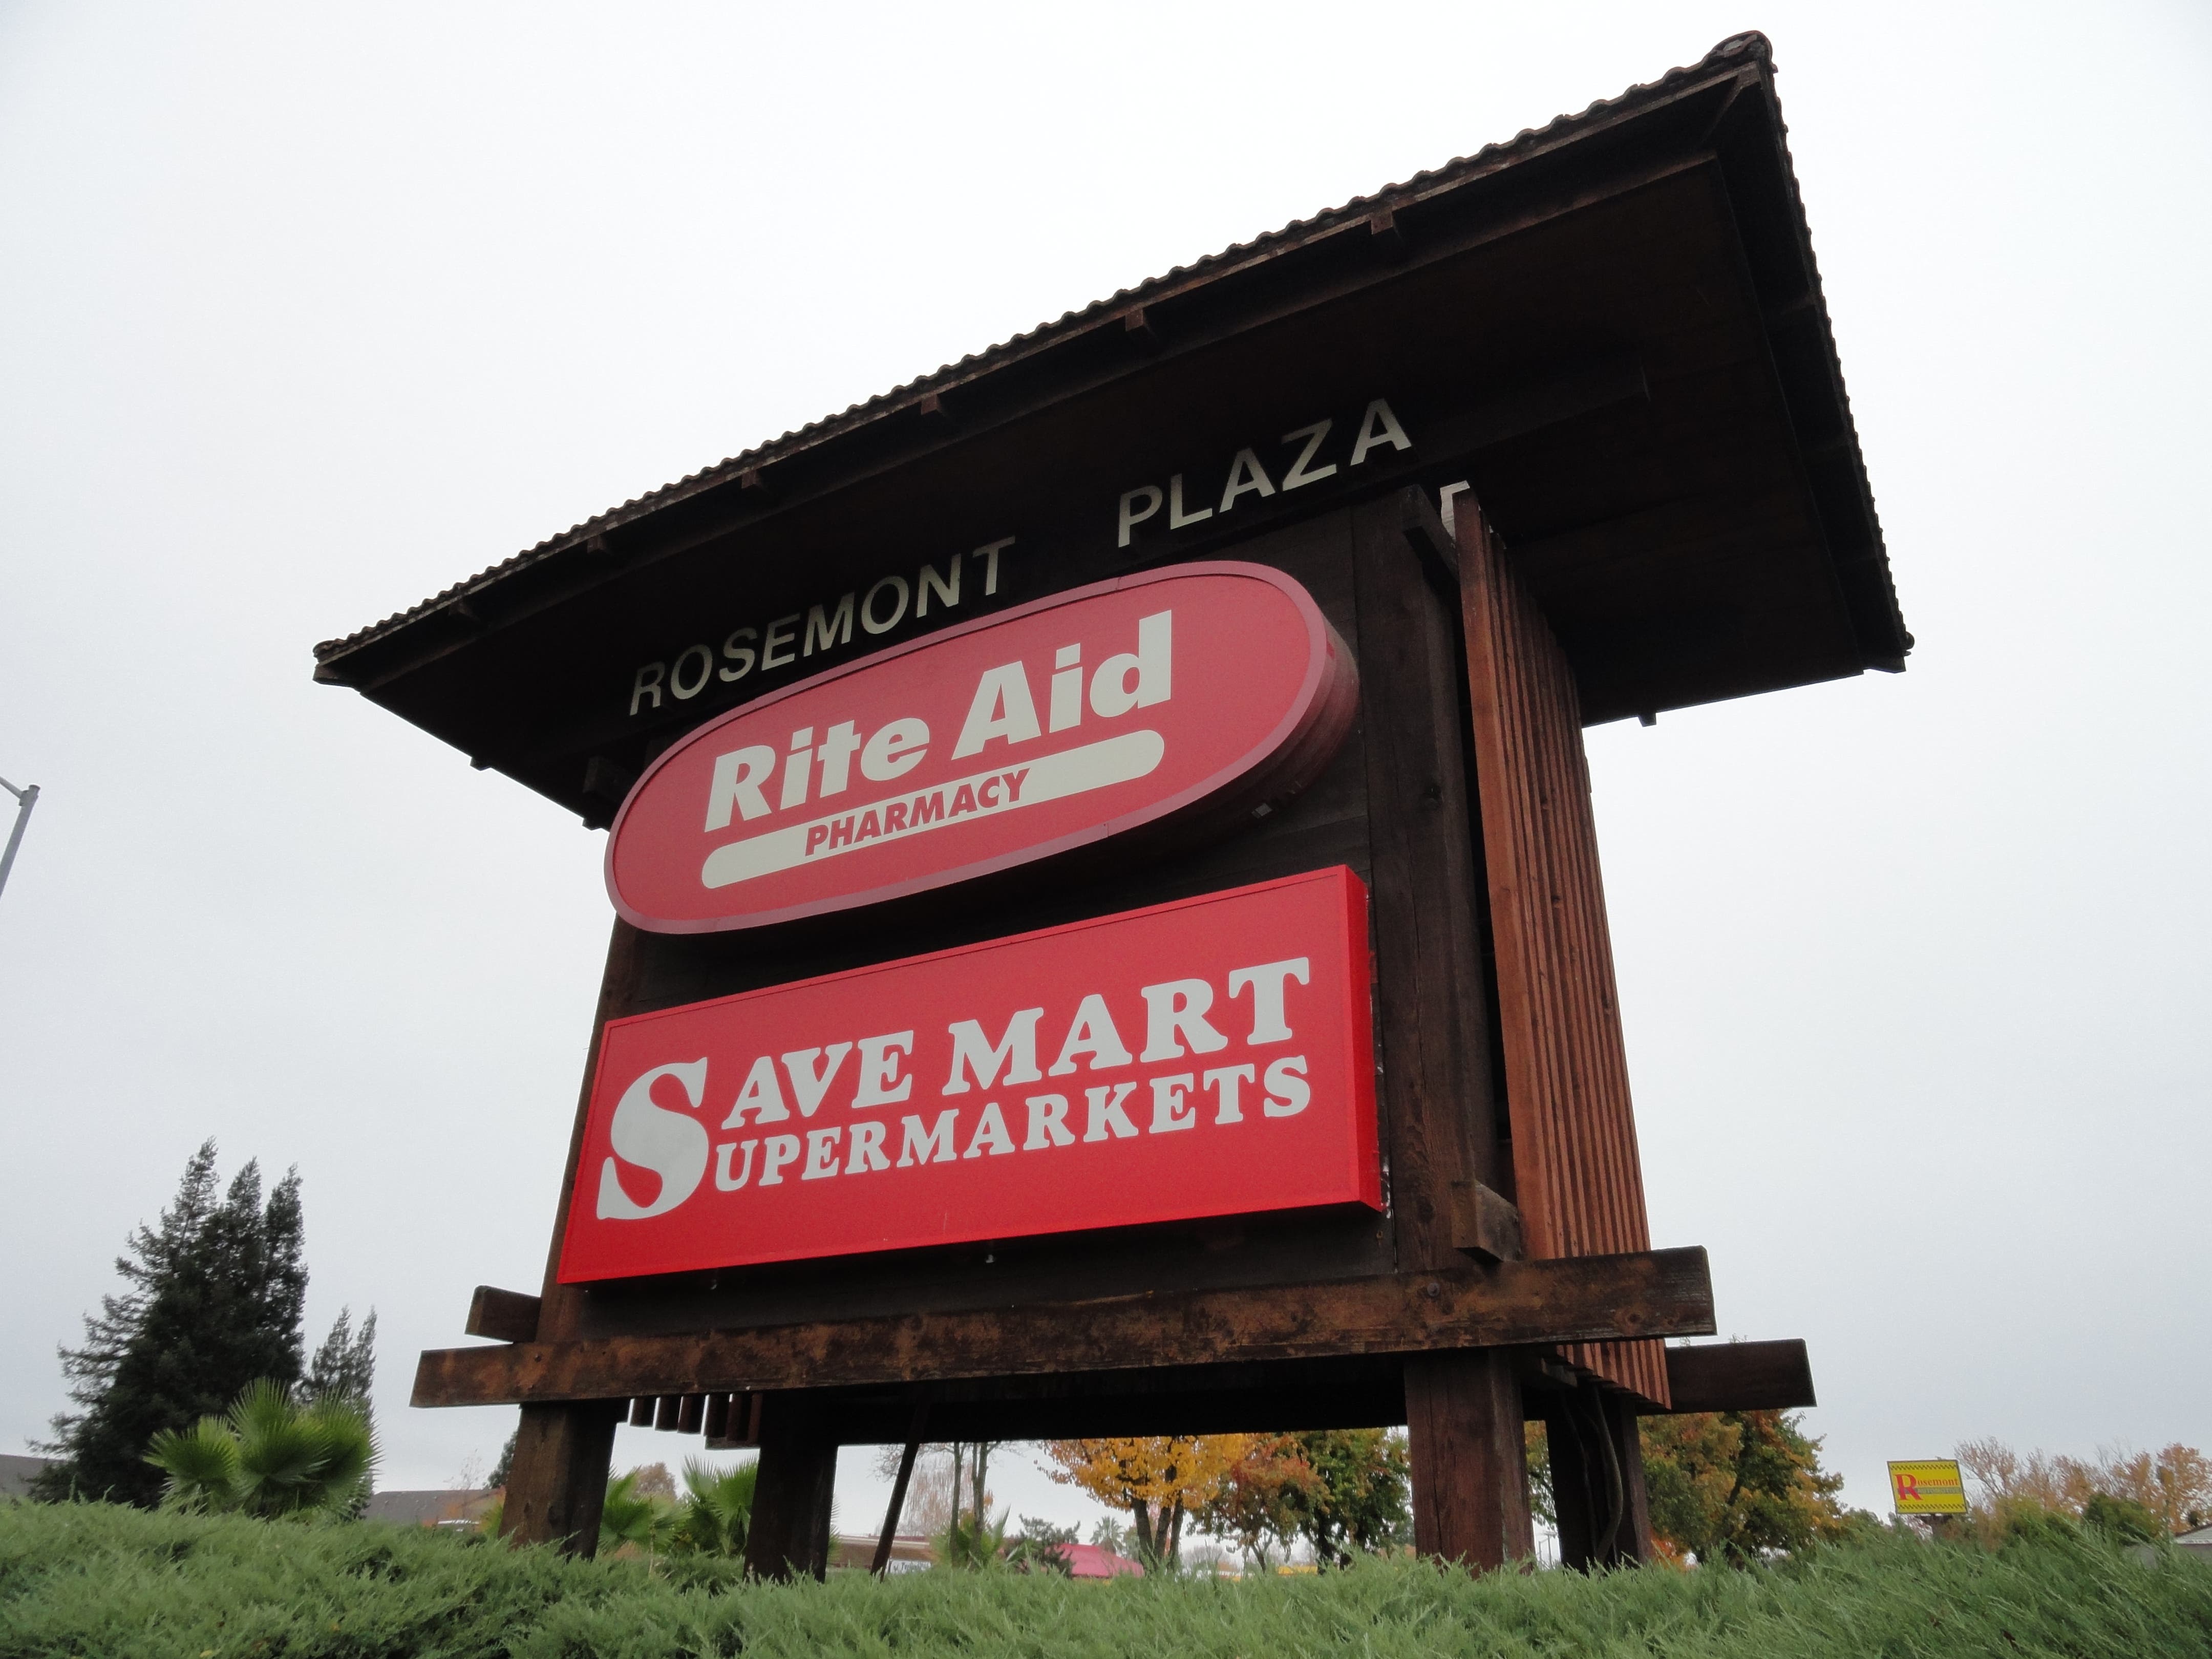 ROSEMONT PLAZA
Rite Aid
PHARMACY
SAVE MART
SUPERMARKETS
Rosemont